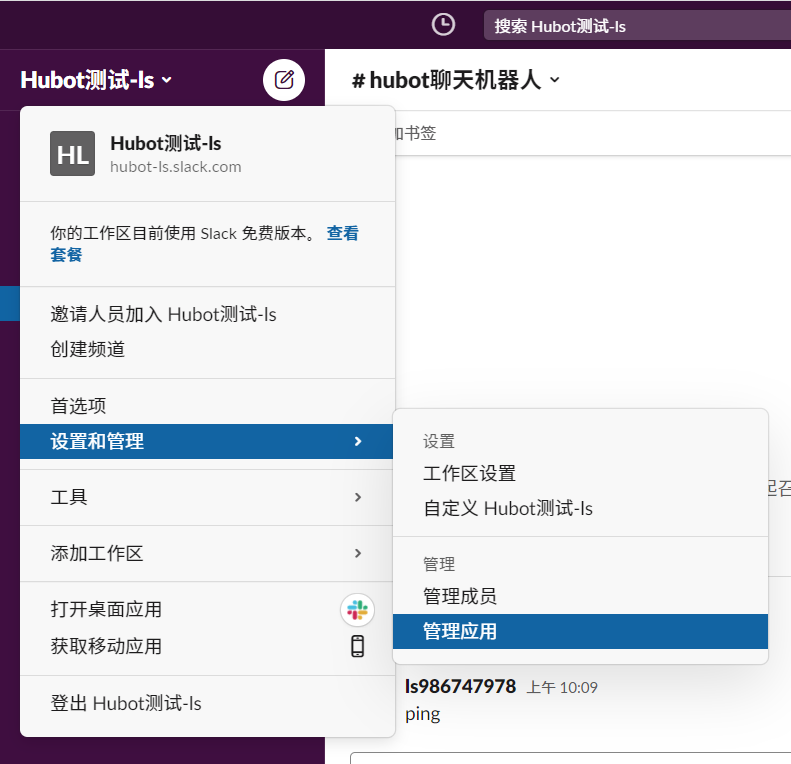 搜索 Hubot测试-ls
Hubot测试-ls
# hubot聊天机器人
加书签
HL
Hubot测试-ls
hubot-ls.slack.com
你的工作区目前使用 Slack 免费版本。 查看
套餐
邀请人员加入 Hubot测试-ls
创建频道
首选项
设置和管理
工具
添加工作区
打开桌面应用
获取移动应用
登出 Hubot测试-ls
设置
工作区设置
自定义 Hubot测试-ls
管理
管理成员
管理应用
起召
ls986747978 上午 10:09
ping